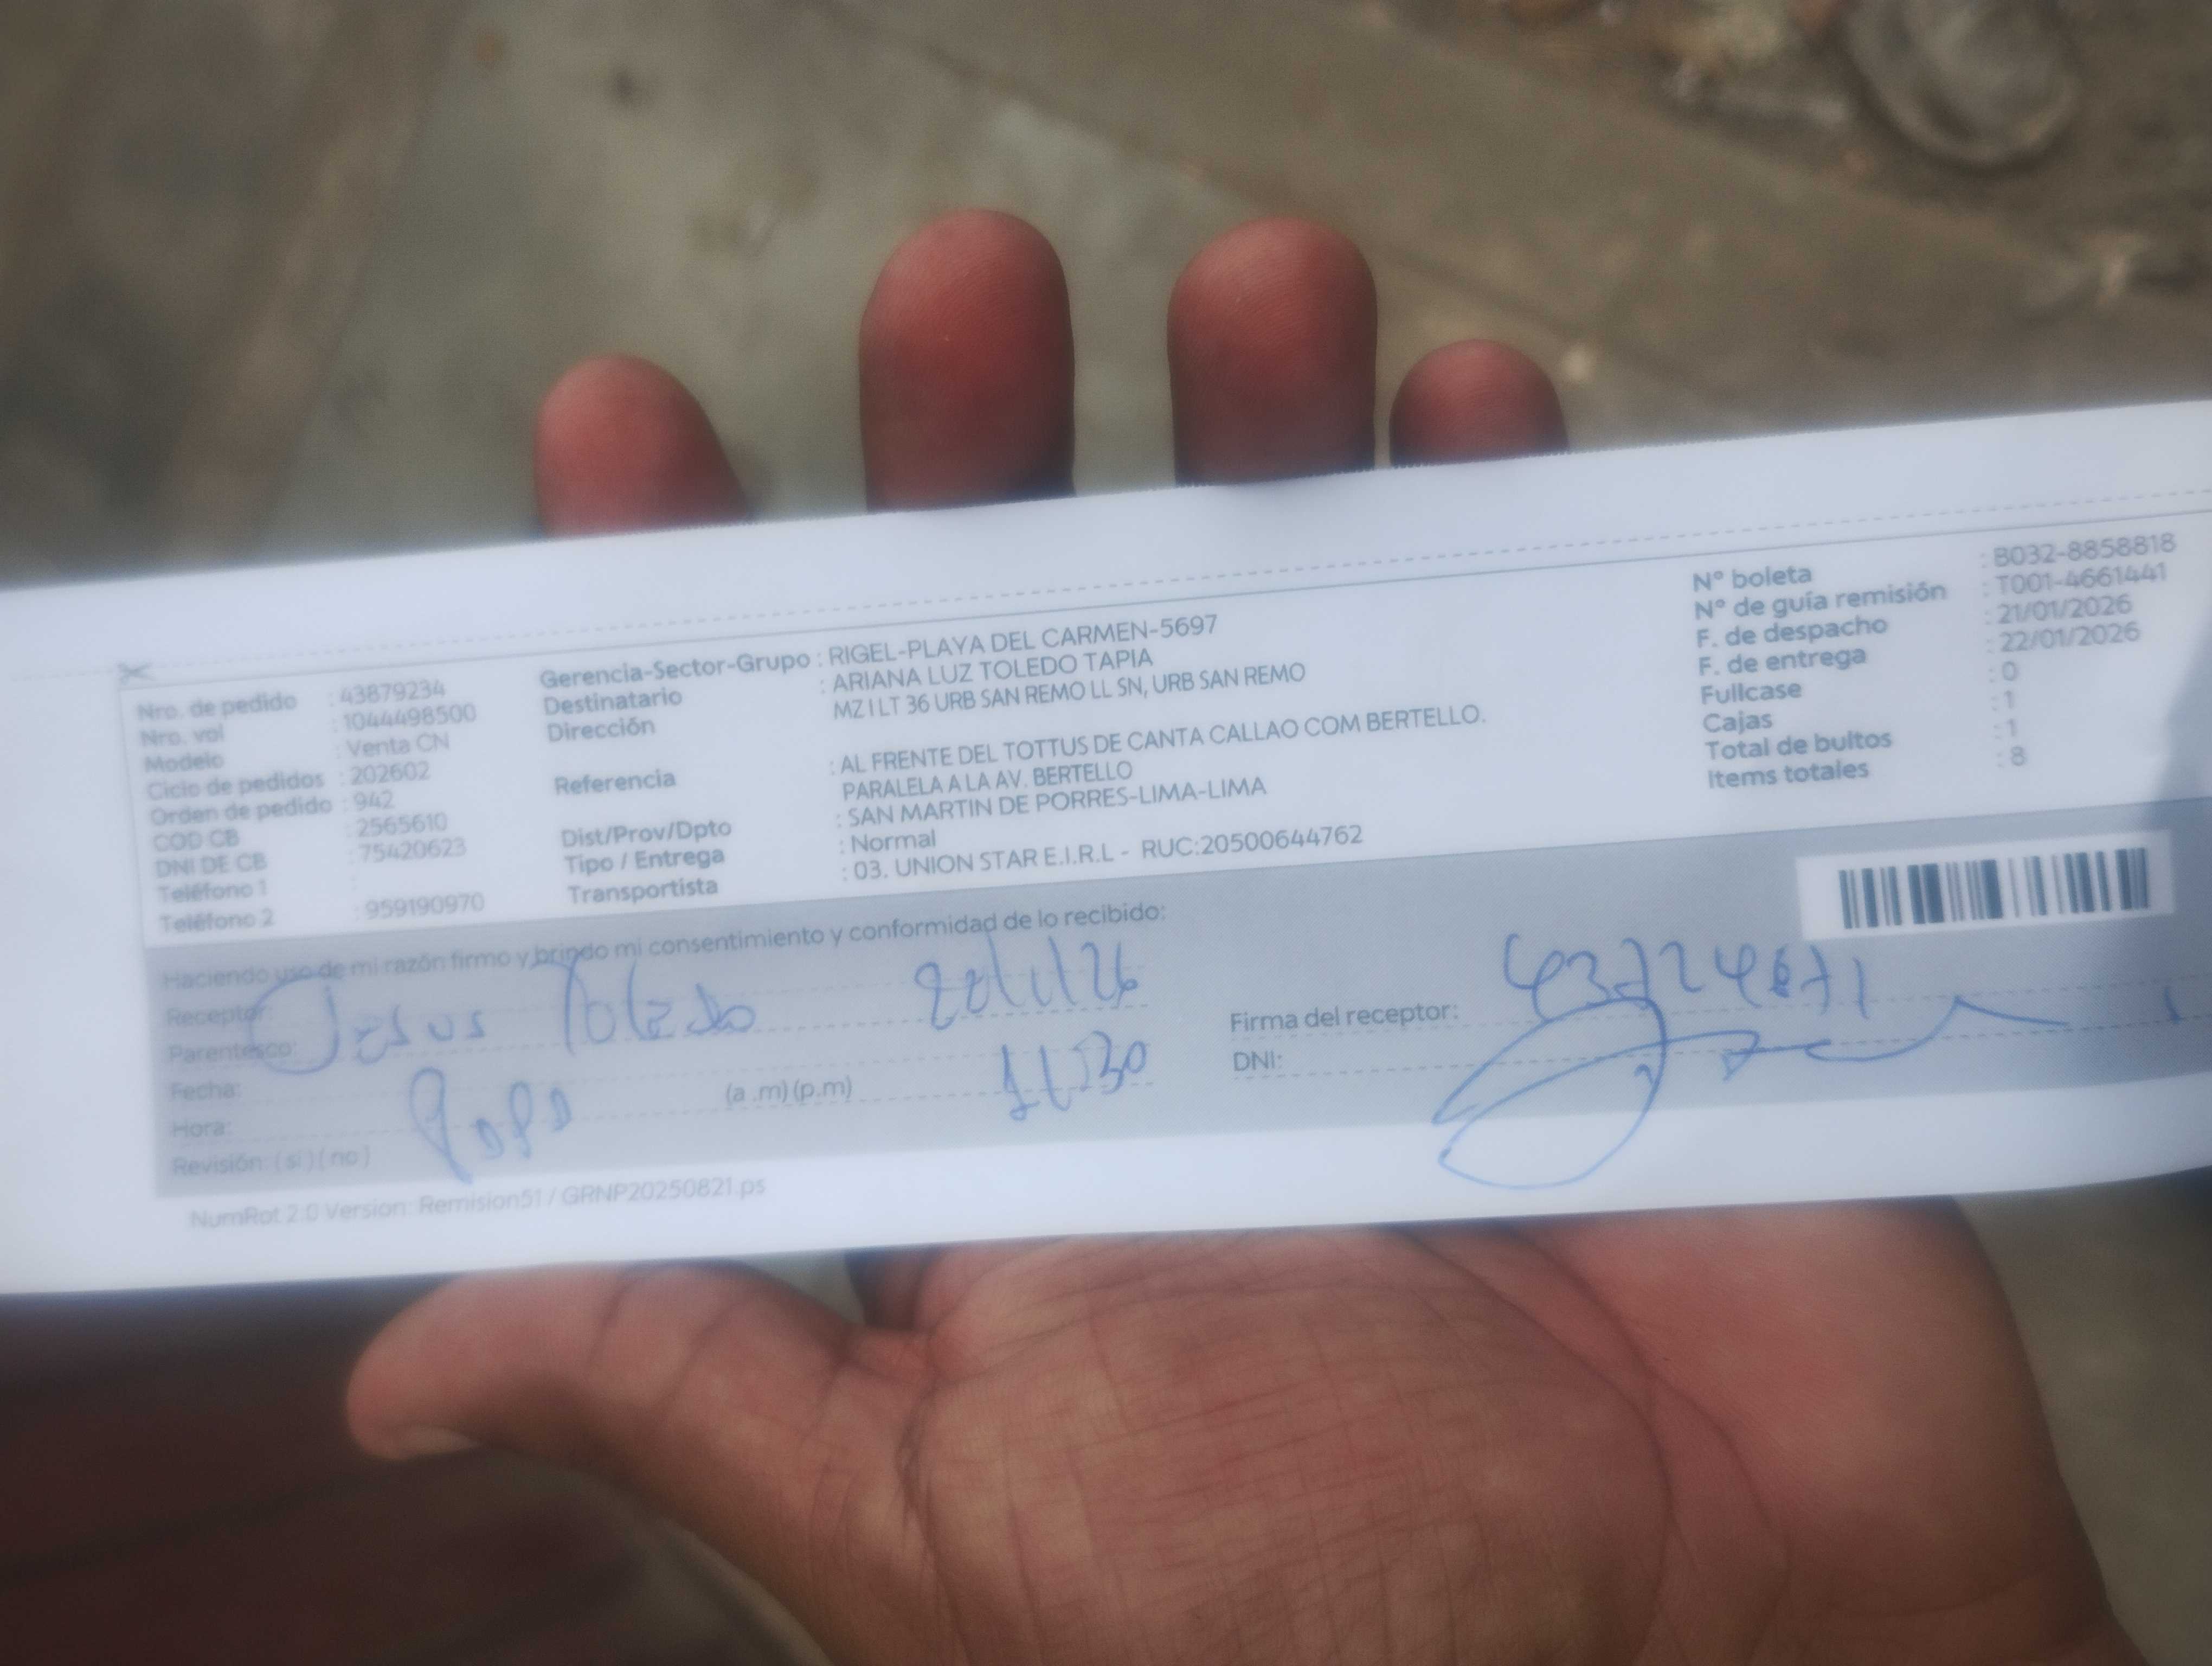 Nro. de pedido : 43879234
Nro. vol : 1044498500
Modelo : Venta CN
Ciclo de pedidos : 202602
Orden de pedido : 942
COD CB : 2565610
DNI DE CB : 75420623
Teléfono 1 :
Teléfono 2 : 959190970
Gerencia-Sector-Grupo : RIGEL-PLAYA DEL CARMEN-5697
Destinatario : ARIANA LUZ TOLEDO TAPIA
Dirección MZ I LT 36 URB SAN REMO LL SN, URB SAN REMO
Referencia : AL FRENTE DEL TOTTUS DE CANTA CALLAO COM BERTELLO.
PARALELA A LA AV. BERTELLO
Dist/Prov/Dpto : SAN MARTIN DE PORRES-LIMA-LIMA
Tipo / Entrega : Normal
Transportista : 03. UNION STAR E.I.R.L - RUC:20500644762
N° boleta : B032-8858818
N° de guía remisión : T001-4661441
F. de despacho : 21/01/2026
F. de entrega : 22/01/2026
Fullcase : 0
Cajas : 1
Total de bultos : 1
Items totales : 8
Haciendo uso de mi razón firmo y brindo mi consentimiento y conformidad de lo recibido:
Receptor: Jesus Toledo
Parentesco:
Fecha: Papa
Hora: (a .m) (p.m) 11:30
Revisión: ( si ) ( no )
Firma del receptor:
DNI:
NumRot 2.0 Version: Remision51 / GRNP20250821.ps